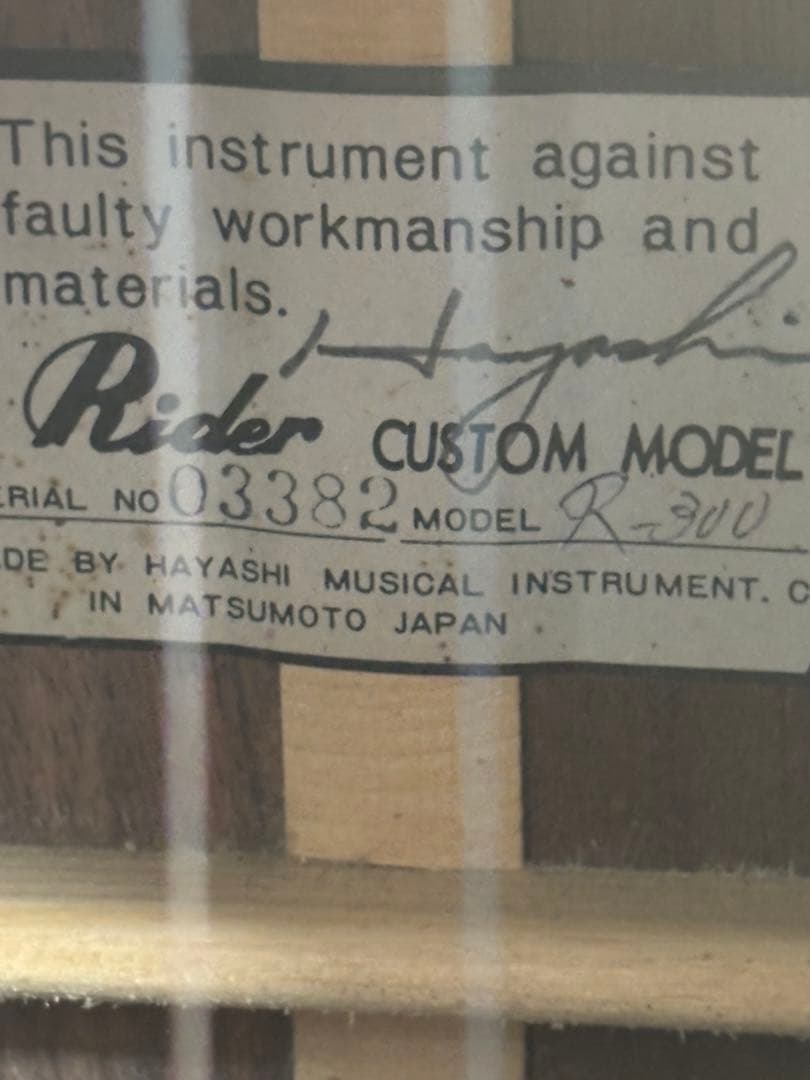 This instrument against
faulty workmanship and
materials.
Hayashi
Rider CUSTOM MODEL
ERIAL NO 03382 MODEL R-300
DE BY HAYASHI MUSICAL INSTRUMENT. C
IN MATSUMOTO JAPAN